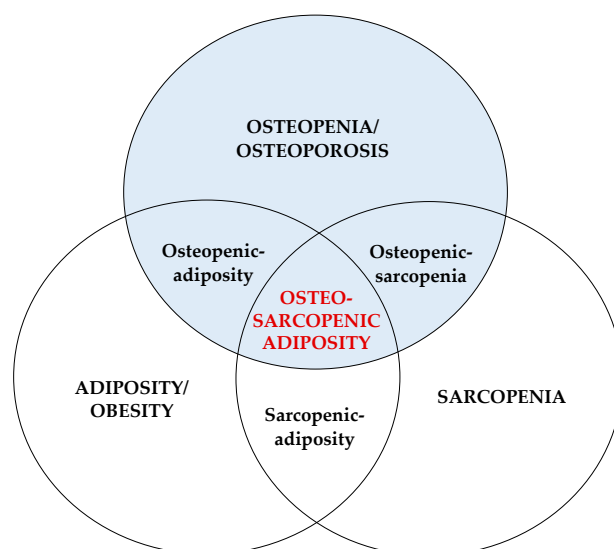 OSTEOPENIA/
OSTEOPOROSIS
Osteopenic-
adiposity
Osteopenic-
sarcopenia
OSTEO-
SARCOPENIC
ADIPOSITY
ADIPOSITY/
OBESITY
Sarcopenic-
adiposity
SARCOPENIA